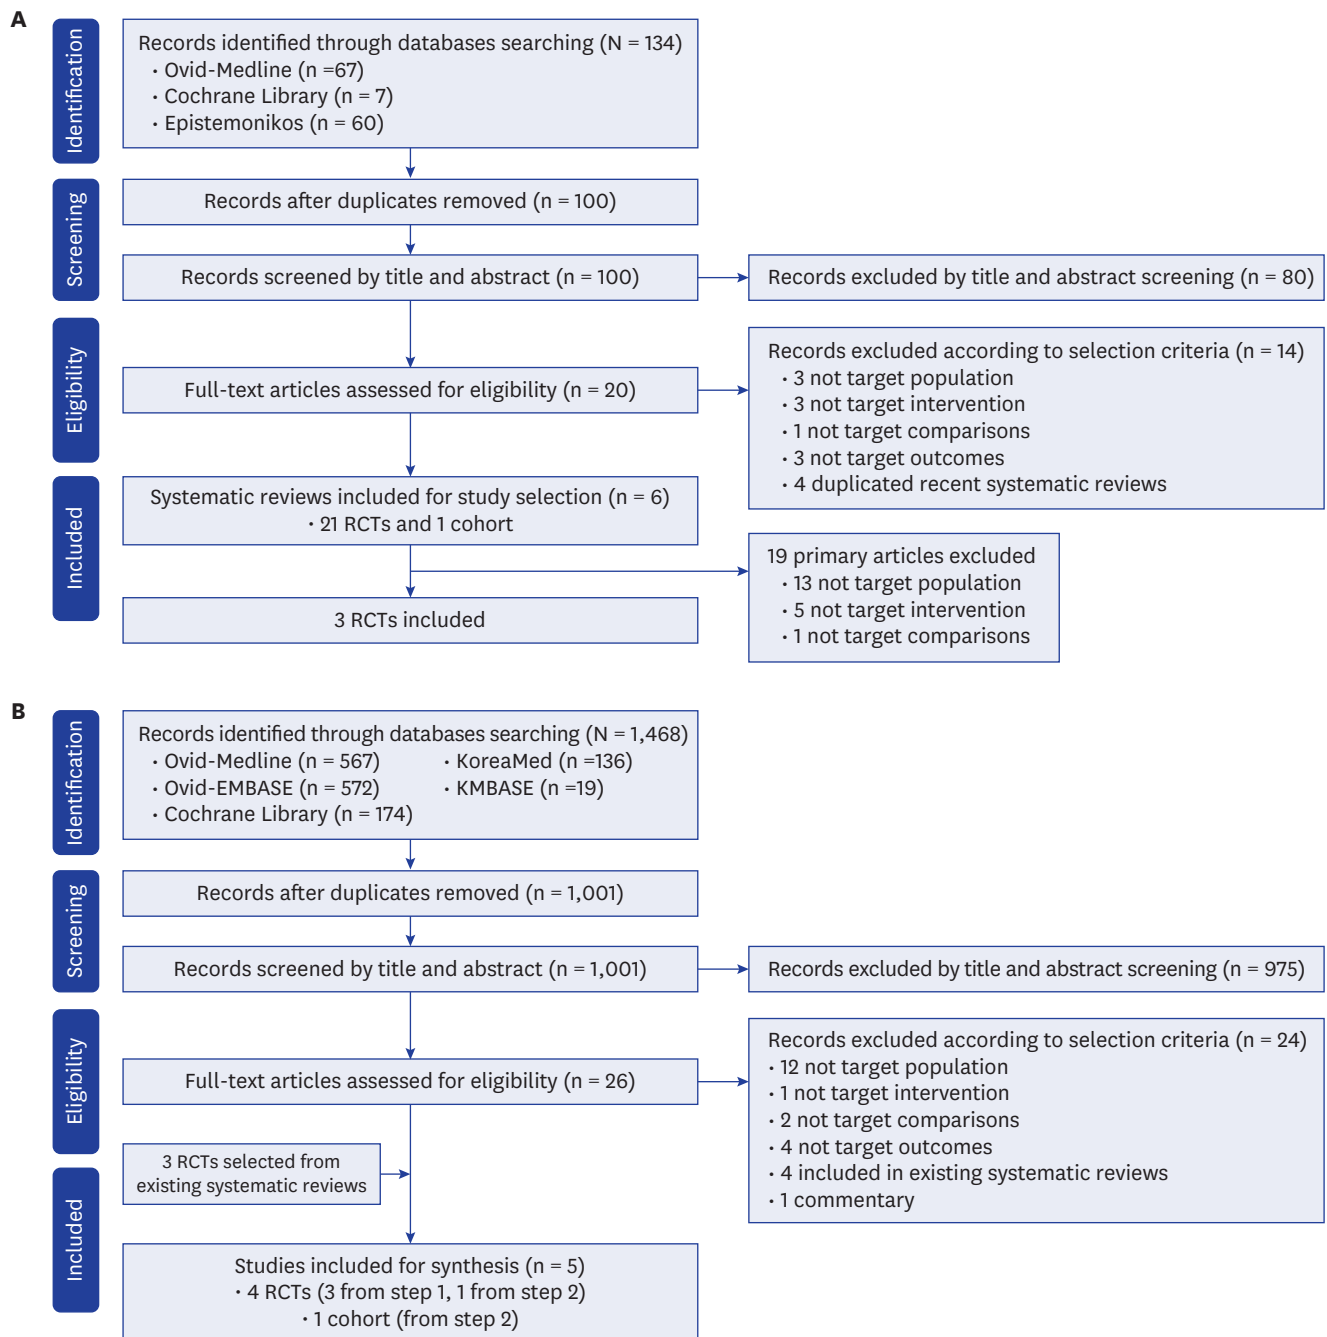 A
Identification
Records identified through databases searching (N = 134)
· Ovid-Medline (n =67)
· Cochrane Library (n = 7)
· Epistemonikos (n = 60)
Screening
Records after duplicates removed (n = 100)
Records screened by title and abstract (n = 100)
Records excluded by title and abstract screening (n = 80)
Eligibility
Full-text articles assessed for eligibility (n = 20)
Records excluded according to selection criteria (n = 14)
· 3 not target population
· 3 not target intervention
· 1 not target comparisons
· 3 not target outcomes
· 4 duplicated recent systematic reviews
Included
Systematic reviews included for study selection (n = 6)
· 21 RCTs and 1 cohort
19 primary articles excluded
· 13 not target population
· 5 not target intervention
· 1 not target comparisons
3 RCTs included
B
Identification
Records identified through databases searching (N = 1,468)
· Ovid-Medline (n = 567)
· Ovid-EMBASE (n = 572)
· Cochrane Library (n = 174)
· KoreaMed (n =136)
· KMBASE (n =19)
Screening
Records after duplicates removed (n = 1,001)
Records screened by title and abstract (n = 1,001)
Records excluded by title and abstract screening (n = 975)
Eligibility
Full-text articles assessed for eligibility (n = 26)
Records excluded according to selection criteria (n = 24)
· 12 not target population
· 1 not target intervention
· 2 not target comparisons
· 4 not target outcomes
· 4 included in existing systematic reviews
· 1 commentary
3 RCTs selected from
existing systematic reviews
Included
Studies included for synthesis (n = 5)
· 4 RCTs (3 from step 1, 1 from step 2)
· 1 cohort (from step 2)